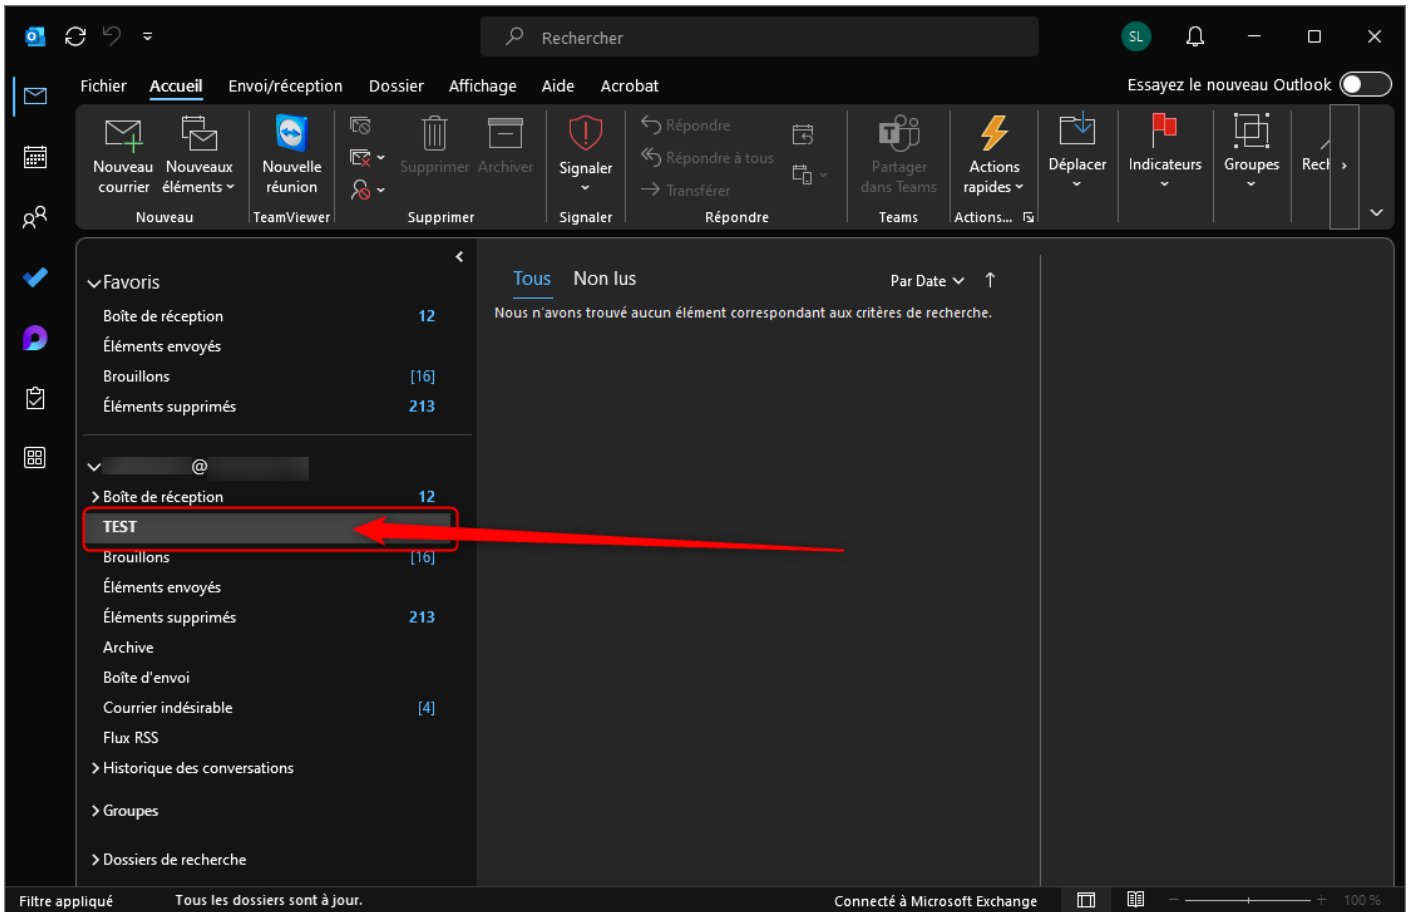 Rechercher
SL
Fichier Accueil Envoi/réception Dossier Affichage Aide Acrobat
Essayez le nouveau Outlook
Nouveau courrier
Nouveaux éléments
Nouvelle réunion
Supprimer
Archiver
Signaler
Répondre
Répondre à tous
Transférer
Partager dans Teams
Actions rapides
Déplacer
Indicateurs
Groupes
Nouveau
TeamViewer
Supprimer
Signaler
Répondre
Teams
Actions...
Favoris
Boîte de réception 12
Éléments envoyés
Brouillons [16]
Éléments supprimés 213
@
Boîte de réception 12
TEST
Brouillons [16]
Éléments envoyés
Éléments supprimés 213
Archive
Boîte d'envoi
Courrier indésirable [4]
Flux RSS
Historique des conversations
Groupes
Dossiers de recherche
Tous Non lus
Par Date
Nous n'avons trouvé aucun élément correspondant aux critères de recherche.
Filtre appliqué
Tous les dossiers sont à jour.
Connecté à Microsoft Exchange
100 %